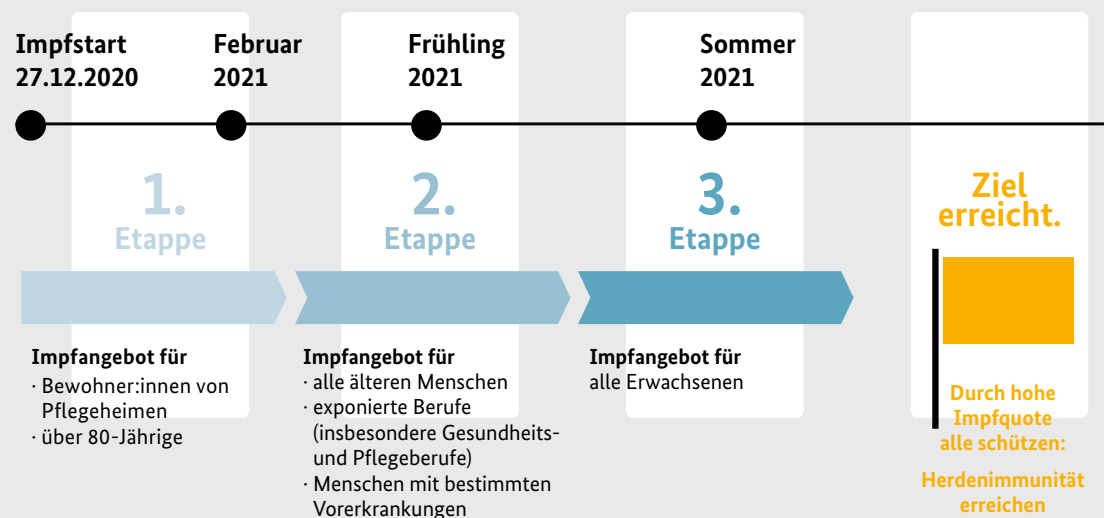 Impfstart
27.12.2020
Februar
2021
Frühling
2021
Sommer
2021
1.
Etappe
2.
Etappe
3.
Etappe
Ziel
erreicht.
Impfangebot für
· Bewohner:innen von
Pflegeheimen
· über 80-Jährige
Impfangebot für
· alle älteren Menschen
· exponierte Berufe
(insbesondere Gesundheits-
und Pflegeberufe)
· Menschen mit bestimmten
Vorerkrankungen
Impfangebot für
alle Erwachsenen
Durch hohe
Impfquote
alle schützen:
Herdenimmunität
erreichen